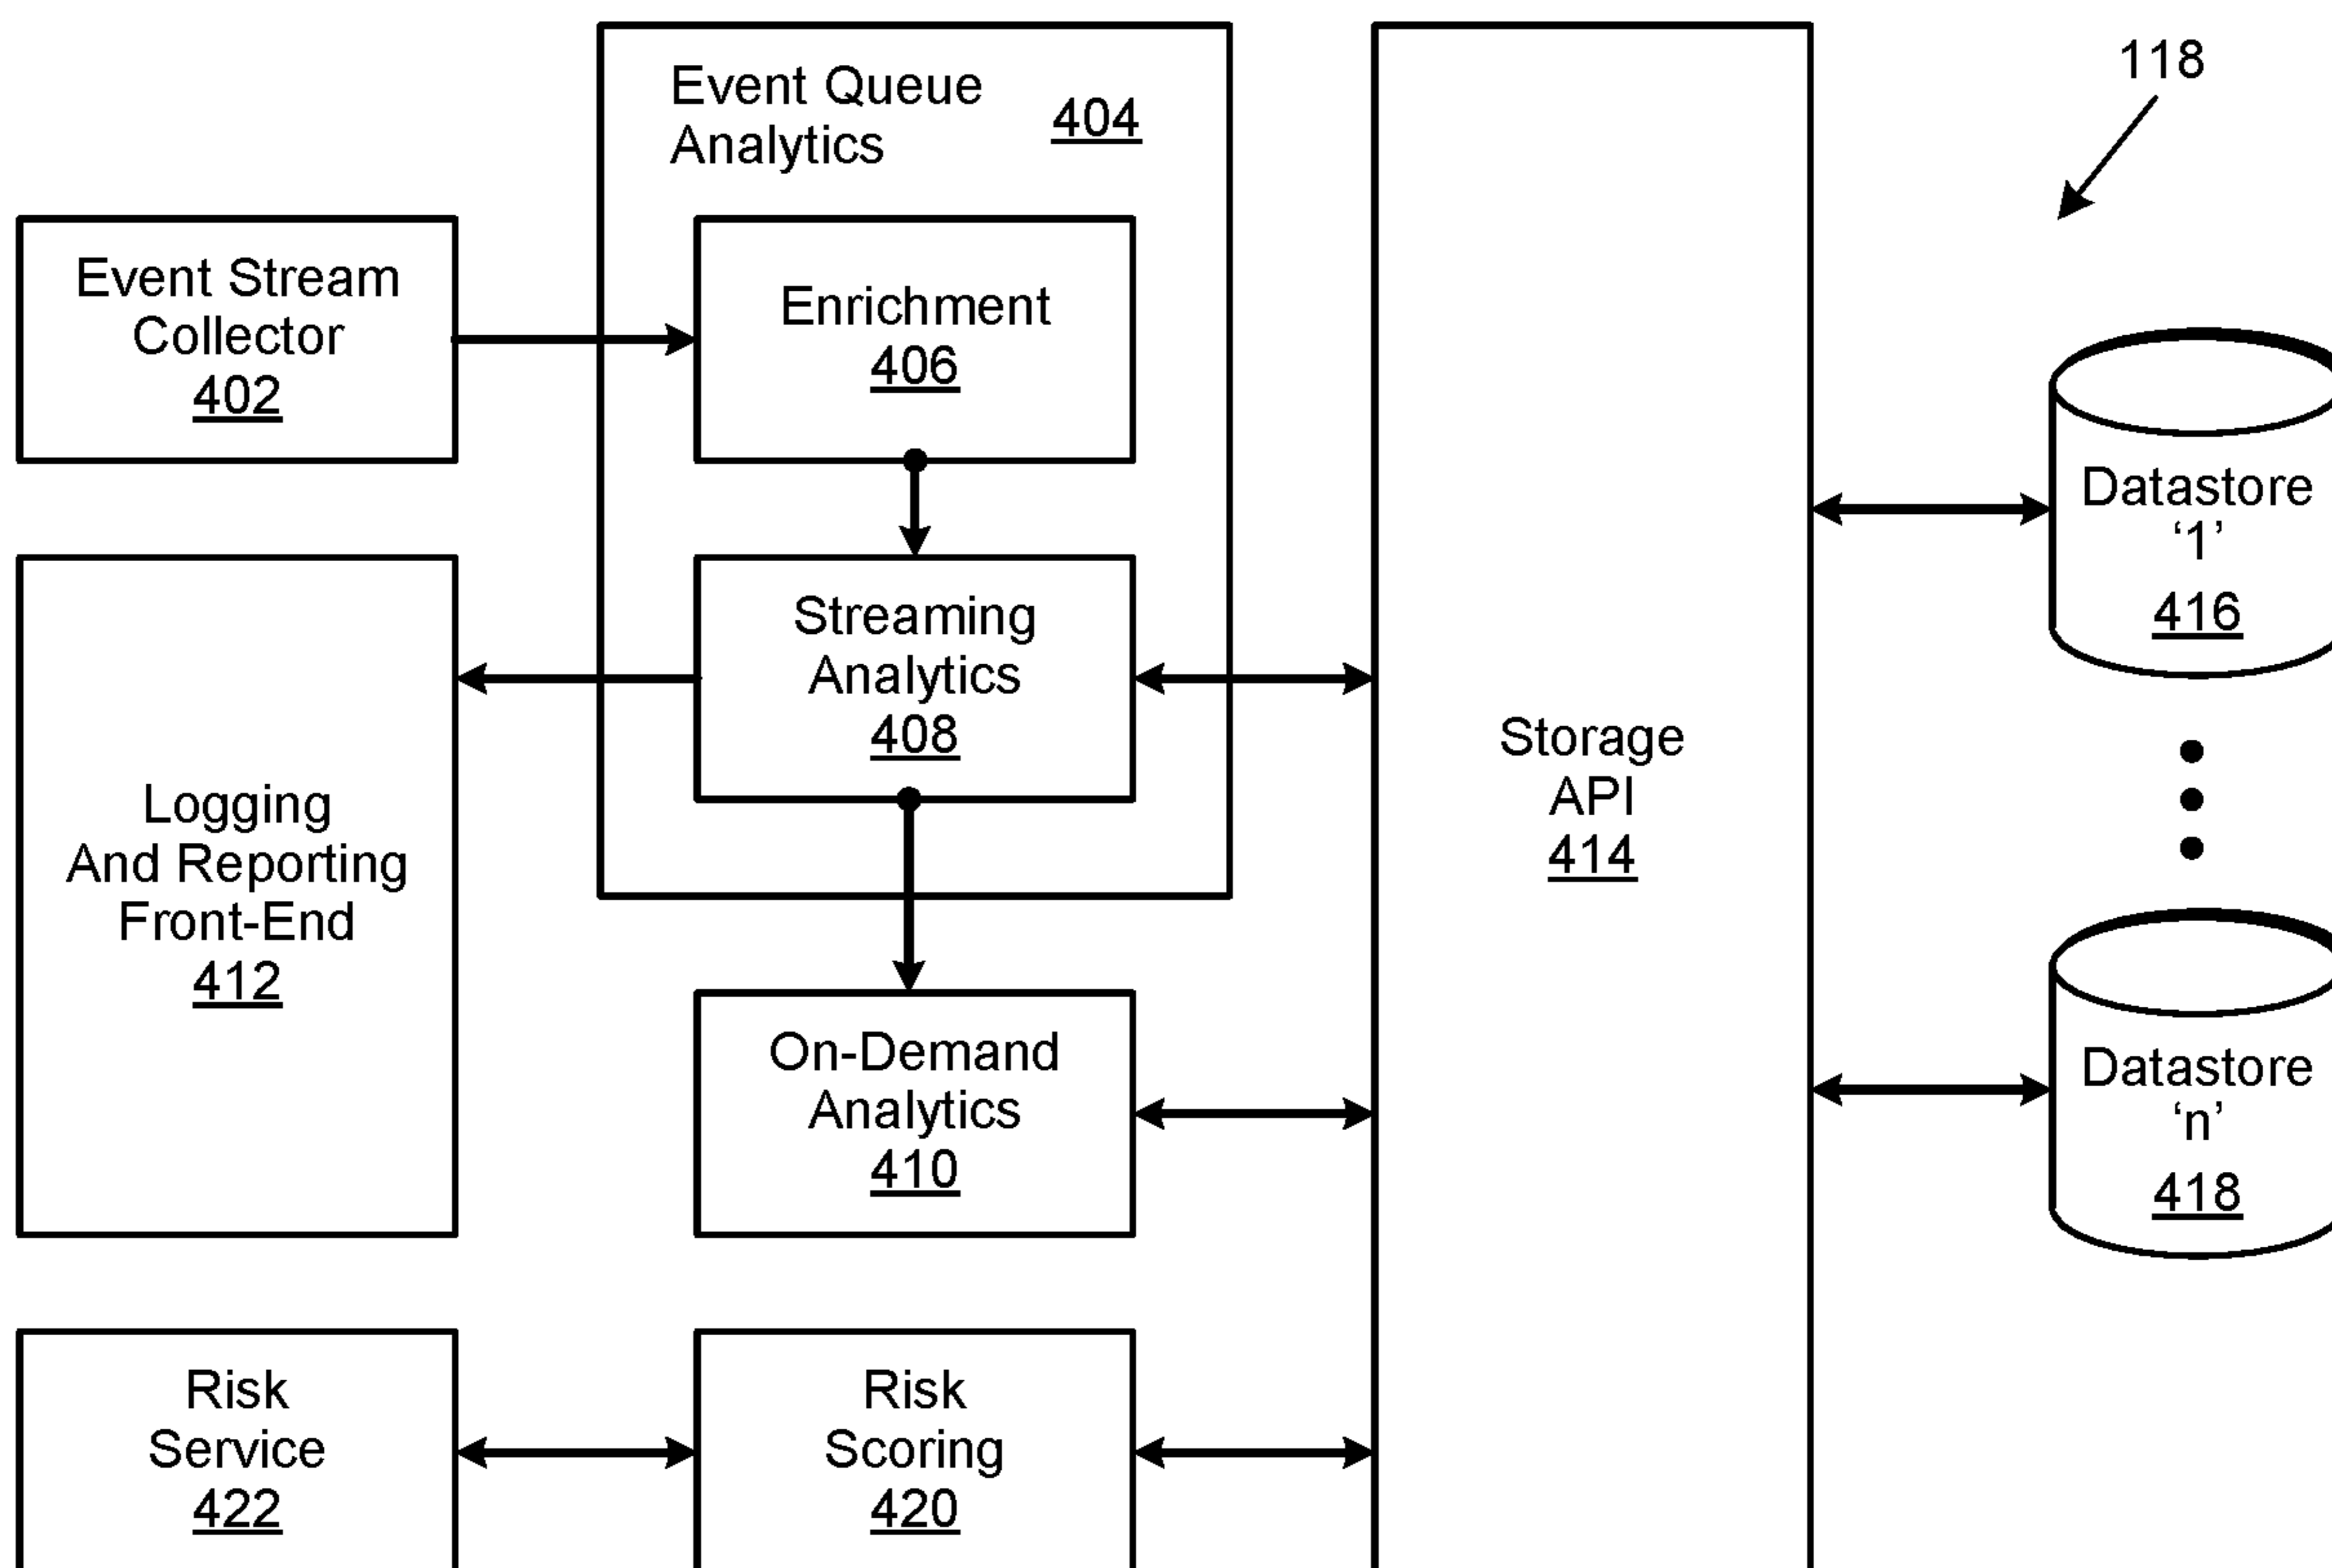 118
Event Queue
Analytics
404
Event Stream
Collector
402
Enrichment
406
Streaming
Analytics
408
Logging
And Reporting
Front-End
412
On-Demand
Analytics
410
Risk
Service
422
Risk
Scoring
420
Storage
API
414
Datastore
‘1’
416
Datastore
‘n’
418